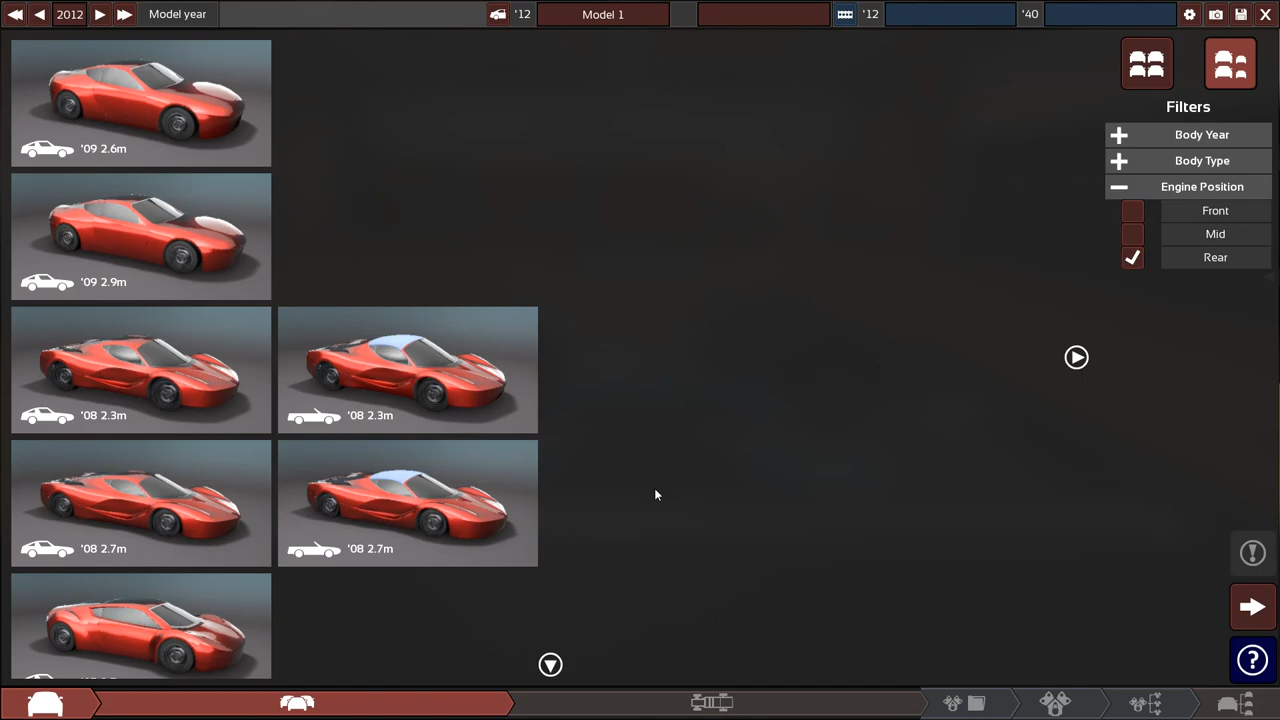 2012
Model year
'12
Model 1
'12
'40
Filters
Body Year
Body Type
Engine Position
Front
Mid
Rear
'09 2.6m
'09 2.9m
'08 2.3m
'08 2.3m
'08 2.7m
'08 2.7m
?